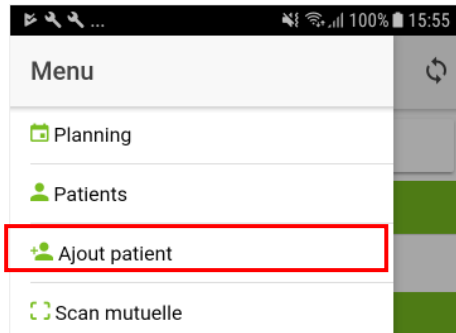 ... 100% 15:55
Menu
Planning
Patients
Ajout patient
Scan mutuelle